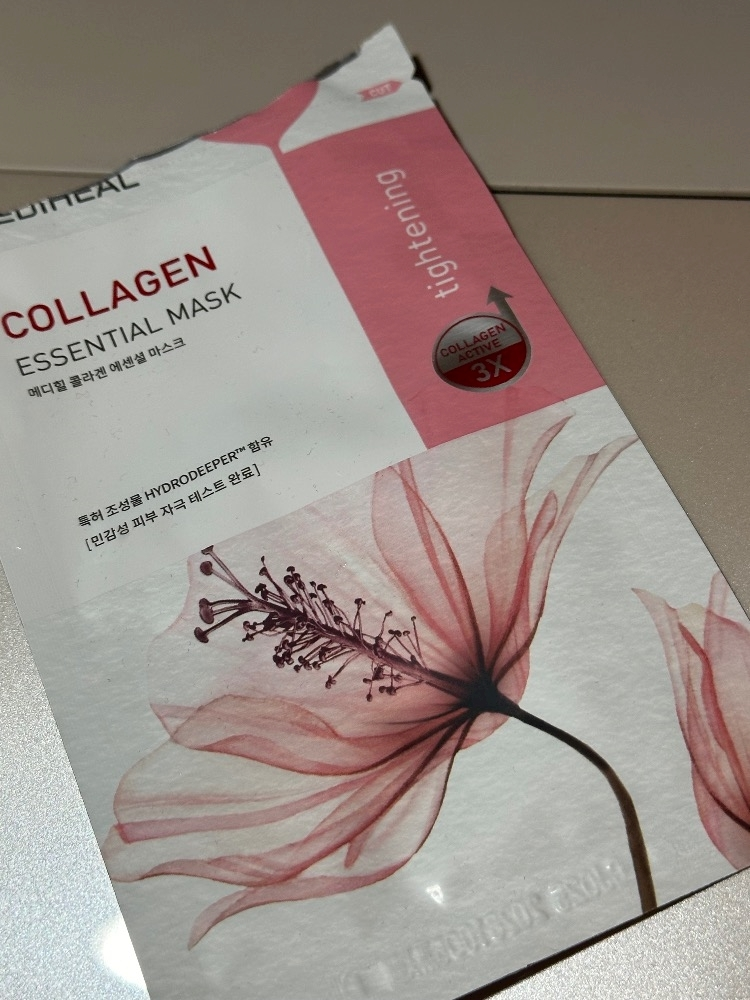 CUT
EDIHEAL
tightening
COLLAGEN
ESSENTIAL MASK
메디힐 콜라겐 에센셜 마스크
COLLAGEN
ACTIVE
3X
특허 조성물 HYDRODEEPER™ 함유
[민감성 피부 자극 테스트 완료]